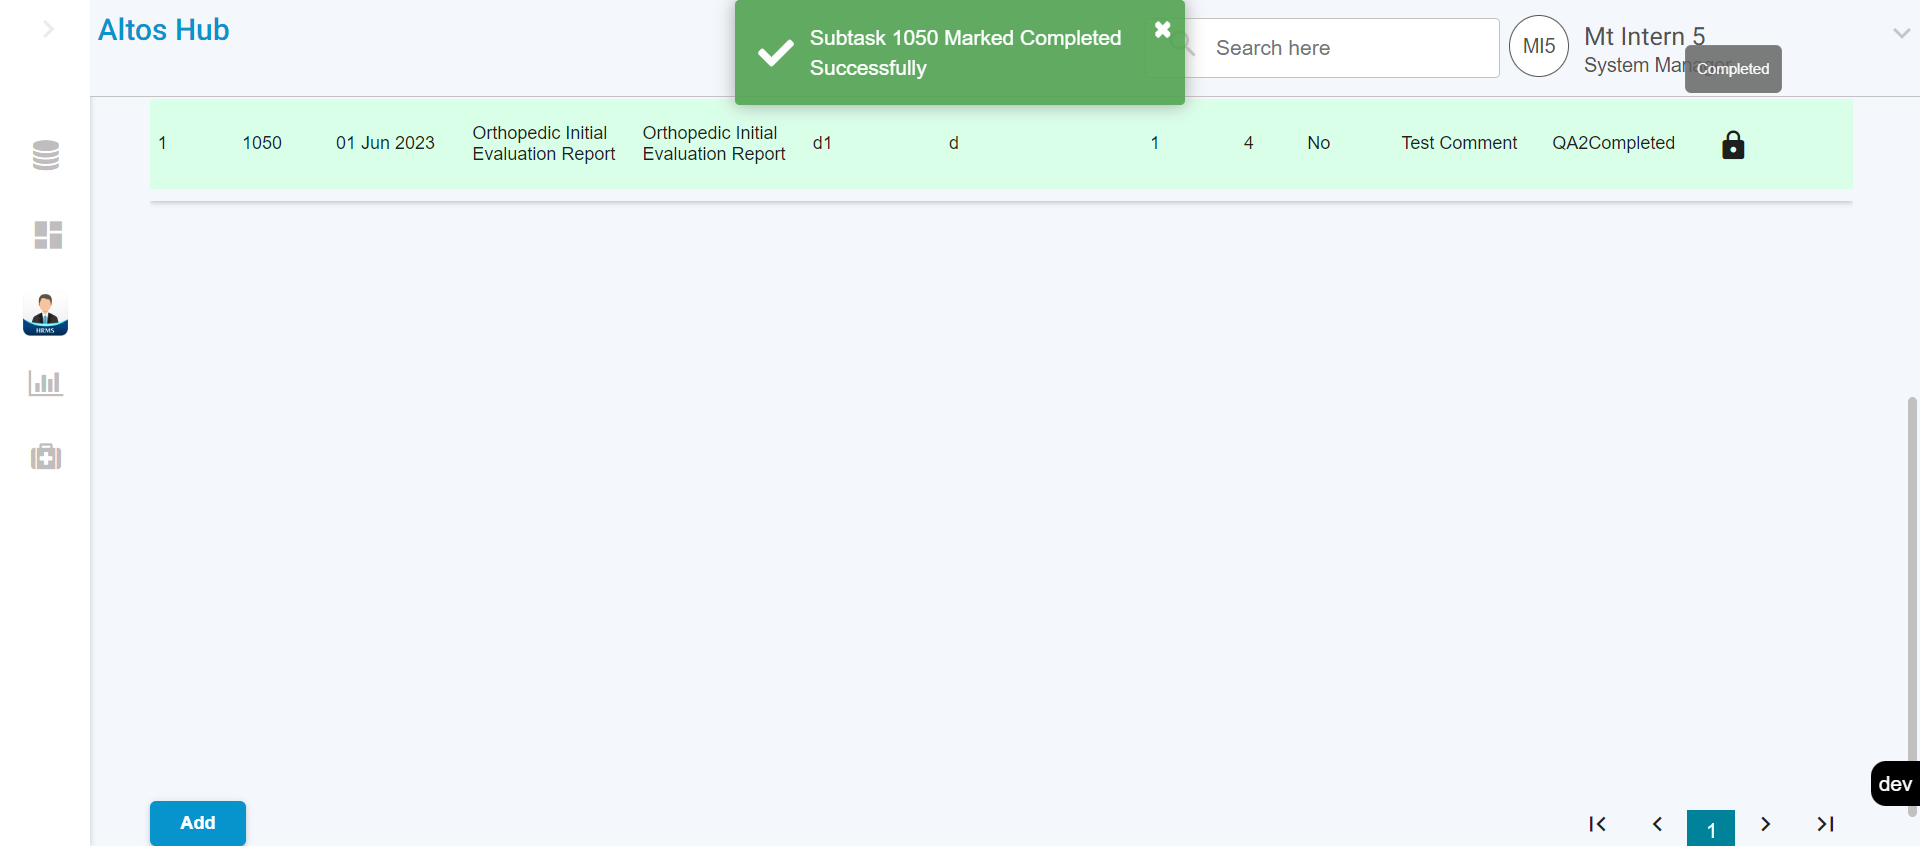 Altos Hub
Subtask 1050 Marked Completed
Successfully
Search here
MI5
Mt Intern 5
System Manager
Completed
1 1050 01 Jun 2023 Orthopedic Initial Evaluation Report Orthopedic Initial Evaluation Report d1 d 1 4 No Test Comment QA2Completed
HRMS
dev
Add
1